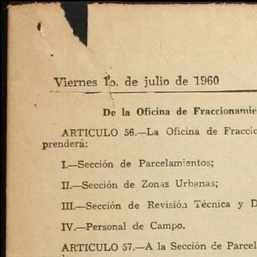 Viernes 1o. de julio de 1960
De la Oficina de Fraccionamie
ARTICULO 56.—La Oficina de Fraccio
prenderá:
I.—Sección de Parcelamientos;
II.—Sección de Zonas Urbanas;
III.—Sección de Revisión Técnica y D
IV.—Personal de Campo.
ARTICULO 57.—A la Sección de Parcel